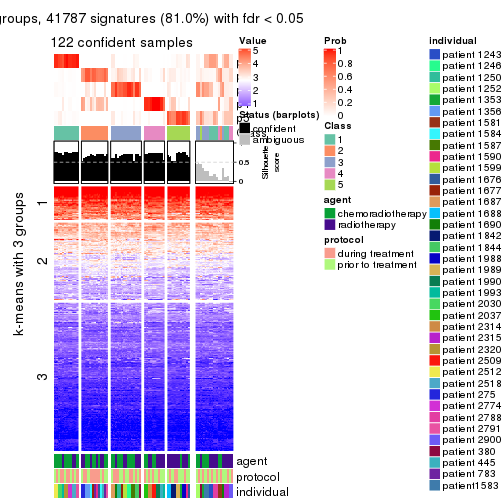 groups, 41787 signatures (81.0%) with fdr < 0.05
122 confident samples
k-means with 3 groups
1
2
3
agent
protocol
individual
Value
5
4
3
2
1
Status (barplots)
confident
ambiguous
0.5
0
Silhouette
score
Prob
1
0.8
0.6
0.4
0.2
0
Class
1
2
3
4
5
agent
chemoradiotherapy
radiotherapy
protocol
during treatment
prior to treatment
individual
patient 1243
patient 1246
patient 1250
patient 1252
patient 1353
patient 1356
patient 1581
patient 1584
patient 1587
patient 1590
patient 1599
patient 1676
patient 1677
patient 1687
patient 1688
patient 1690
patient 1842
patient 1844
patient 1988
patient 1989
patient 1990
patient 1993
patient 2030
patient 2037
patient 2314
patient 2315
patient 2320
patient 2509
patient 2512
patient 2518
patient 275
patient 2774
patient 2788
patient 2791
patient 2900
patient 380
patient 445
patient 783
patient1583